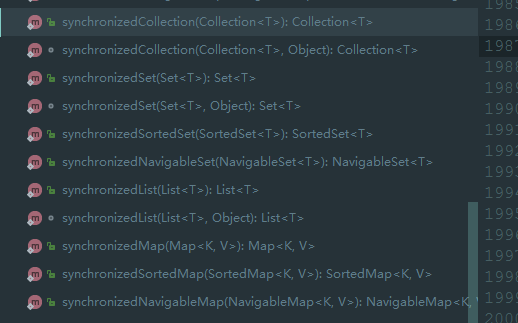 synchronizedCollection(Collection<T>): Collection<T>
synchronizedCollection(Collection<T>, Object): Collection<T>
synchronizedSet(Set<T>): Set<T>
synchronizedSet(Set<T>, Object): Set<T>
synchronizedSortedSet(SortedSet<T>): SortedSet<T>
synchronizedNavigableSet(NavigableSet<T>): NavigableSet<T>
synchronizedList(List<T>): List<T>
synchronizedList(List<T>, Object): List<T>
synchronizedMap(Map<K, V>): Map<K, V>
synchronizedSortedMap(SortedMap<K, V>): SortedMap<K, V>
synchronizedNavigableMap(NavigableMap<K, V>): NavigableMap<K,
1985
1986
1987
1988
1989
1990
1991
1992
1993
1994
1995
1996
1997
1998
1999
2000